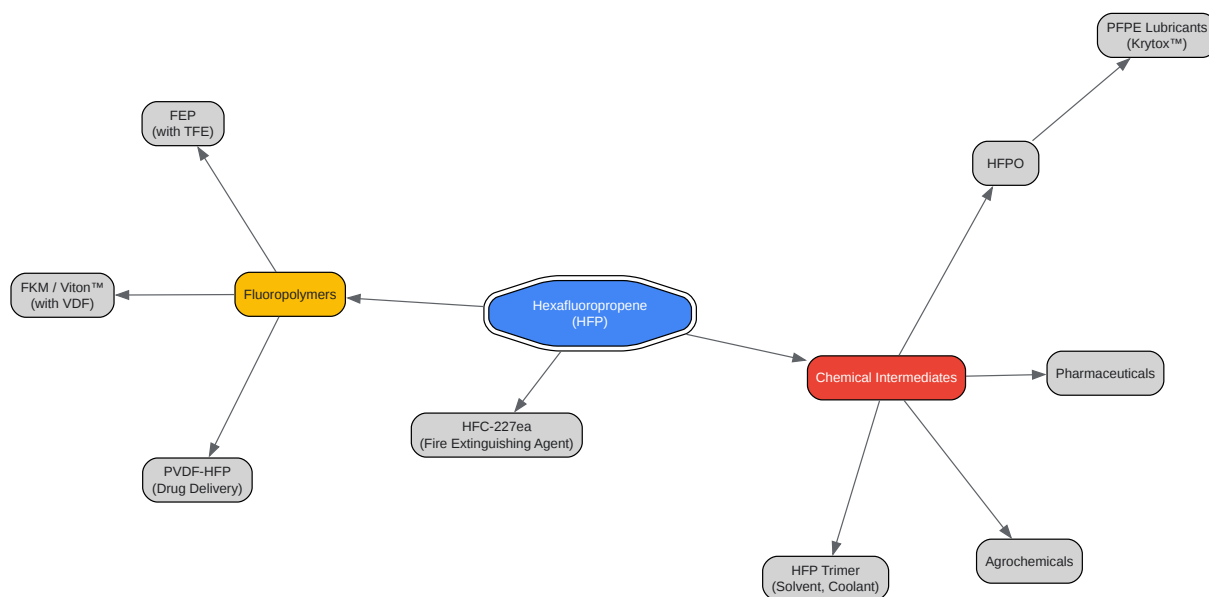 PFPE Lubricants
(Krytox™)
FEP
(with TFE)
HFPO
FKM / Viton™
(with VDF)
Fluoropolymers
Hexafluoropropene
(HFP)
Chemical Intermediates
Pharmaceuticals
HFC-227ea
(Fire Extinguishing Agent)
PVDF-HFP
(Drug Delivery)
HFP Trimer
(Solvent, Coolant)
Agrochemicals